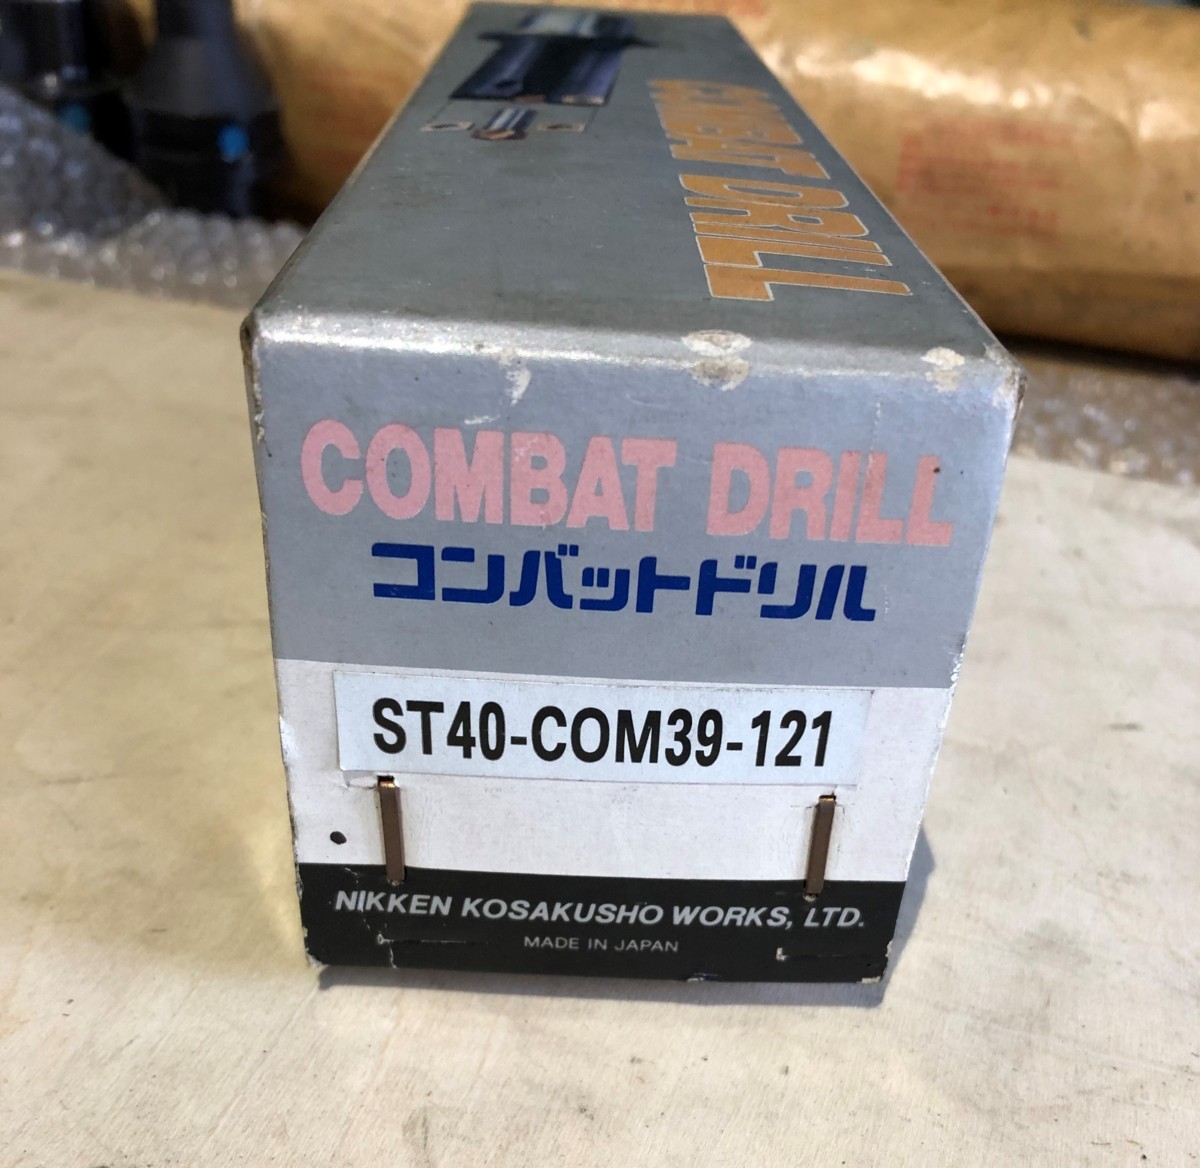 COMBAT DRILL
COMBAT DRILL
コンバットドリル
ST40-COM39-121
NIKKEN KOSAKUSHO WORKS, LTD.
MADE IN JAPAN